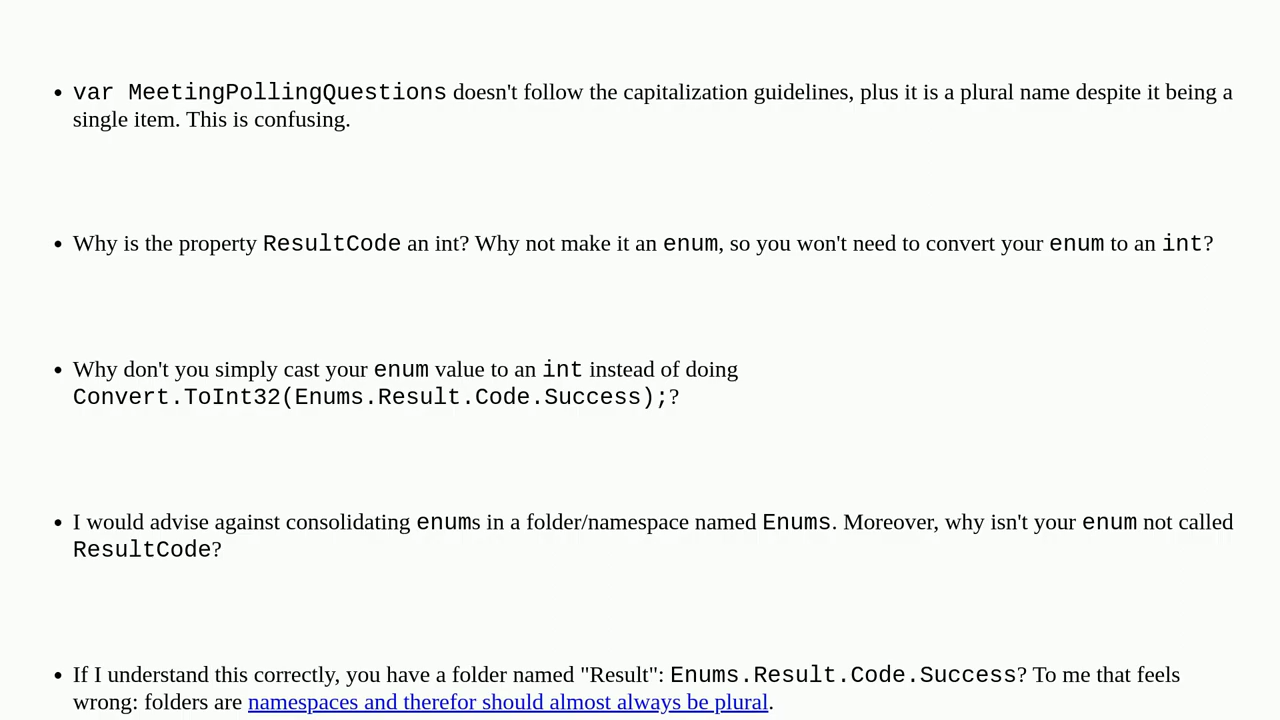 • var MeetingPollingQuestions doesn't follow the capitalization guidelines, plus it is a plural name despite it being a
single item. This is confusing.
• Why is the property ResultCode an int? Why not make it an enum, so you won't need to convert your enum to an int?
• Why don't you simply cast your enum value to an int instead of doing
Convert.ToInt32(Enums.Result.Code.Success);?
• I would advise against consolidating enums in a folder/namespace named Enums. Moreover, why isn't your enum not called
ResultCode?
• If I understand this correctly, you have a folder named "Result": Enums.Result.Code.Success? To me that feels
wrong: folders are namespaces and therefor should almost always be plural.